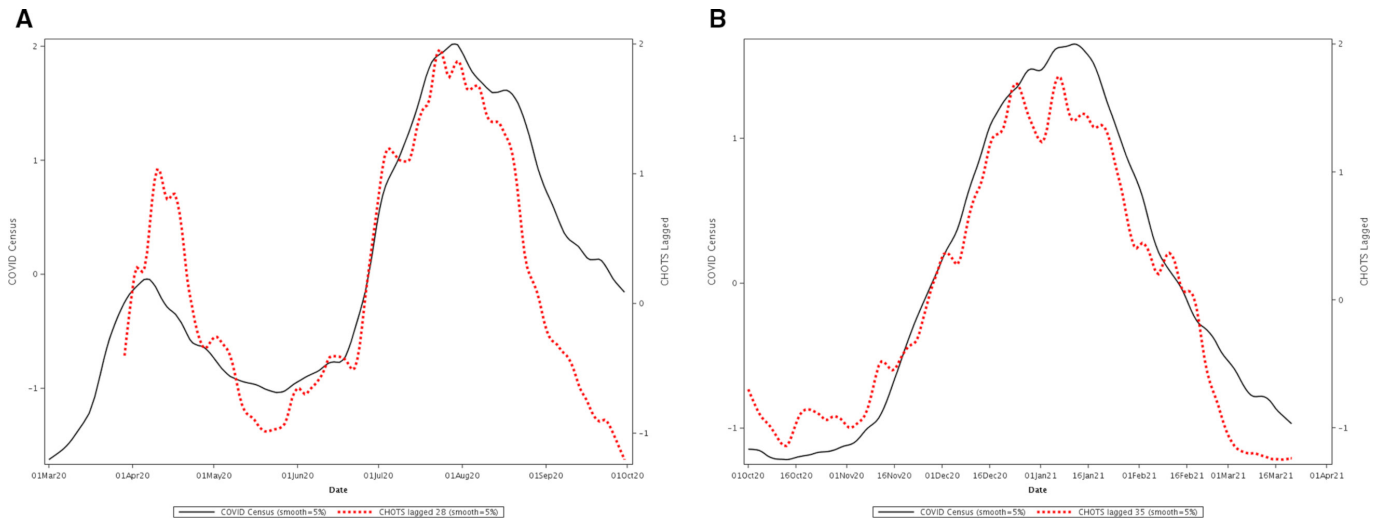 A
B
2
1
0
−1
COVID Census
2
1
0
−1
CHOTS Lagged
01Mar20 01Apr20 01May20 01Jun20 01Jul20 01Aug20 01Sep20 01Oct20
Date
COVID Census (smooth=5%) CHOTS lagged 28 (smooth=5%)
1
0
−1
COVID Census
2
1
0
−1
CHOTS Lagged
01Oct20 16Oct20 01Nov20 16Nov20 01Dec20 16Dec20 01Jan21 16Jan21 01Feb21 16Feb21 01Mar21 16Mar21 01Apr21
Date
COVID Census (smooth=5%) CHOTS lagged 35 (smooth=5%)